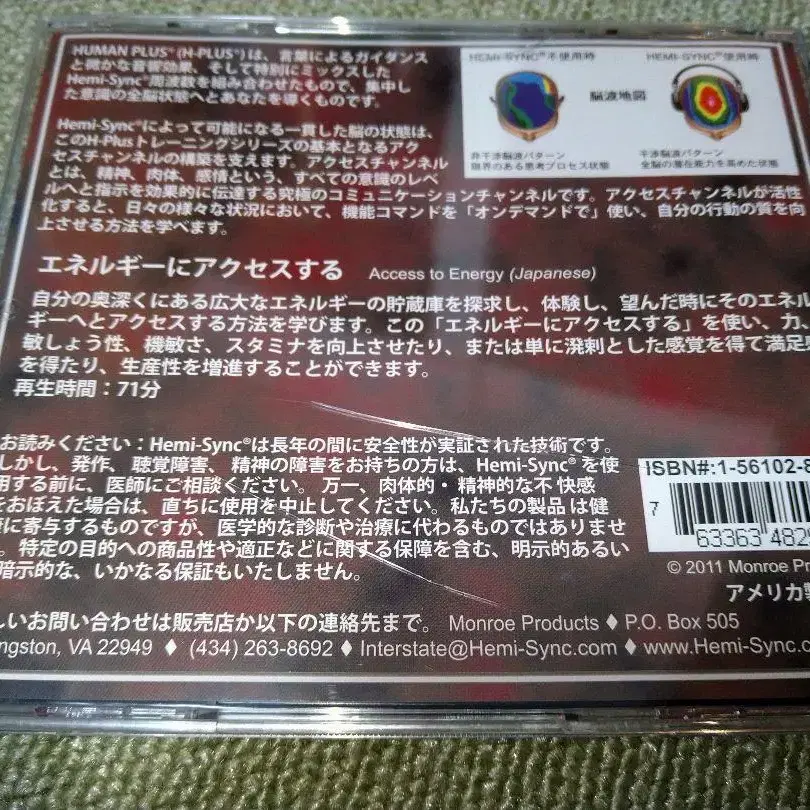 HUMAN PLUS® (H-PLUS®) は、言葉によるガイダンス
と微かな音響効果、そして特別にミックスした
Hemi-Sync®周波数を組み合わせたもので、集中し
た意識の全脳状態へとあなたを導くものです。
HEMI-SYNC®不使用時
HEMI-SYNC®使用時
脳波地図
非干渉脳波パターン
限界のある思考プロセス状態
干渉脳波パターン
全脳の潜在能力を高めた状態
Hemi-Sync®によって可能になる一貫した脳の状態は、
このH-Plusトレーニングシリーズの基本となるアク
セスチャンネルの構築を支えます。アクセスチャンネル
とは、精神、肉体、感情という、すべての意識のレベ
ルへと指示を効果的に伝達する究極のコミュニケーションチャンネルです。アクセスチャンネルが活性
化すると、日々の様々な状況において、機能コマンドを「オンデマンドで」使い、自分の行動の質を向
上させる方法を学べます。
エネルギーにアクセスする Access to Energy (Japanese)
自分の奥深くにある広大なエネルギーの貯蔵庫を探求し、体験し、望んだ時にそのエネル
ギーへとアクセスする方法を学びます。この「エネルギーにアクセスする」を使い、力、
敏しょう性、機敏さ、スタミナを向上させたり、または単に溌剌とした感覚を得て満足感
を得たり、生産性を増進することができます。
再生時間：71分
お読みください：Hemi-Sync®は長年の間に安全性が実証された技術です。
しかし、発作、聴覚障害、精神の障害をお持ちの方は、Hemi-Sync® を使
用する前に、医師にご相談ください。万一、肉体的・精神的な不 快感
をおぼえた場合は、直ちに使用を中止してください。私たちの製品 は健
に寄与するものですが、医学的な診断や治療に代わるものではありませ
。特定の目的への商品性や適正などに関する保障を含む、明示的あるい
暗示的な、いかなる保証もいたしません。
ISBN#:1-56102-8
7 63363 482
© 2011 Monroe Pr
アメリカ製
しいお問い合わせは販売店か以下の連絡先まで。 Monroe Products ♦ P.O. Box 505
ngston, VA 22949 ♦ (434) 263-8692 ♦ Interstate@Hemi-Sync.com ♦ www.Hemi-Sync.c